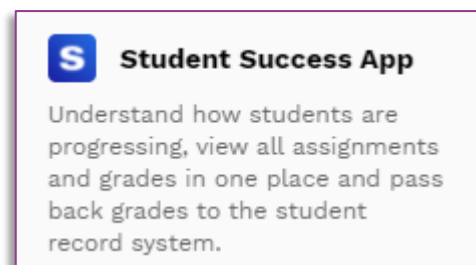 S
Student Success App
Understand how students are
progressing, view all assignments
and grades in one place and pass
back grades to the student
record system.